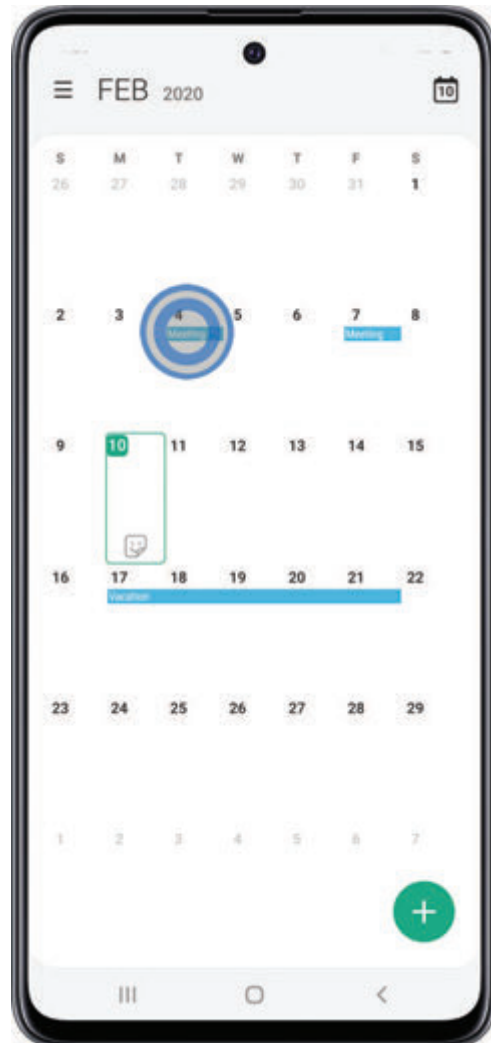 FEB 2020
10
S M T W T F S
26 27 28 29 30 31 1
2 3 4 5 6 7 8
Meeting Meeting
9 10 11 12 13 14 15
16 17 18 19 20 21 22
Vacation
23 24 25 26 27 28 29
1 2 3 4 5 6 7